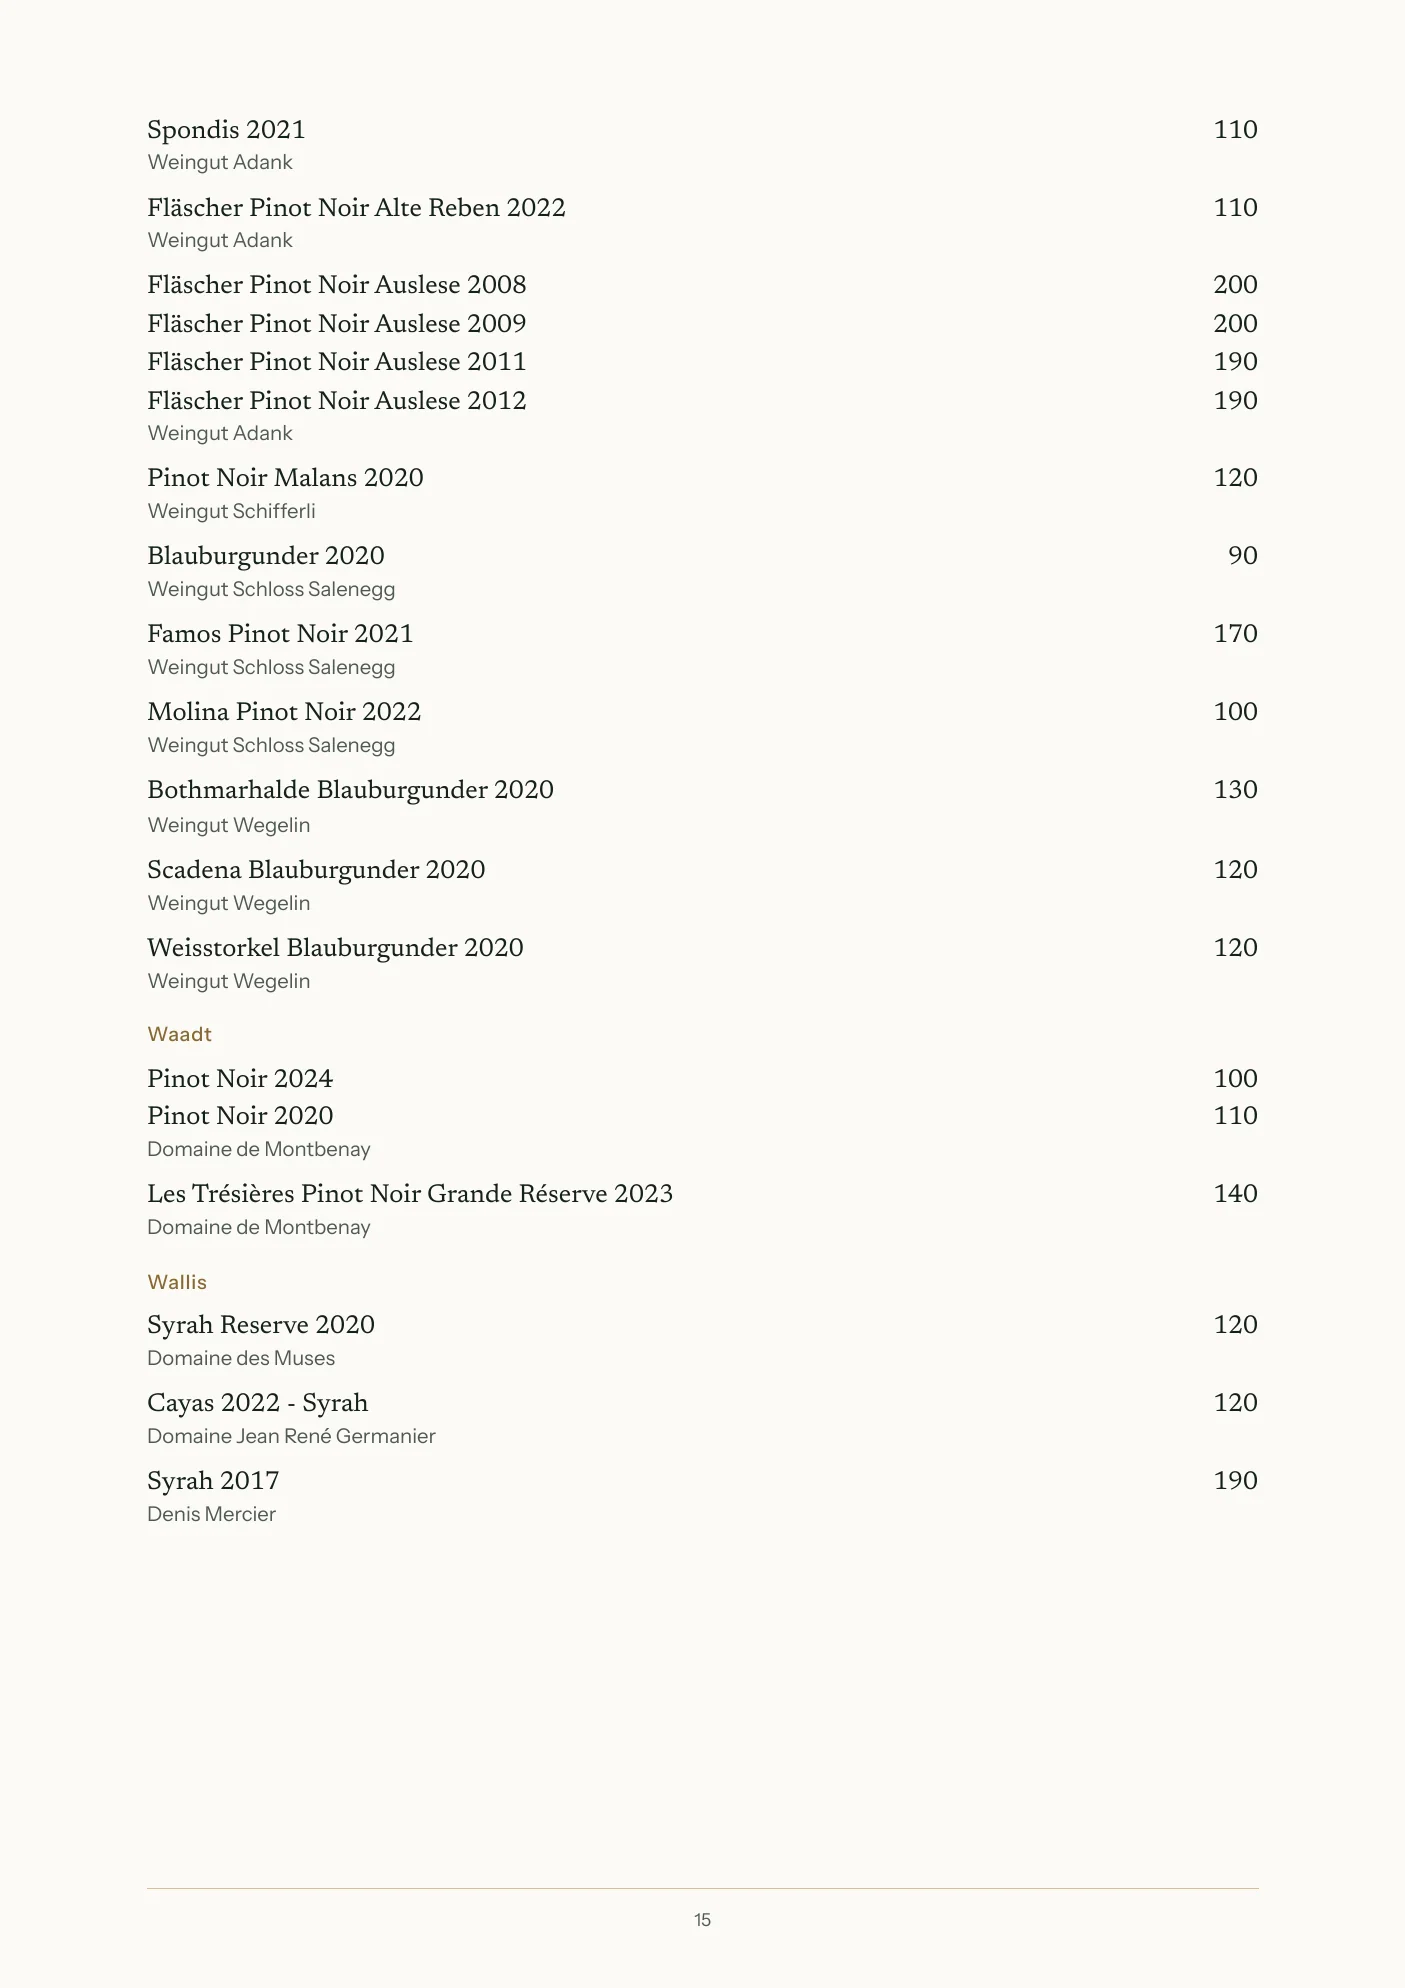 Spondis 2021 110
Weingut Adank
Fläscher Pinot Noir Alte Reben 2022 110
Weingut Adank
Fläscher Pinot Noir Auslese 2008 200
Fläscher Pinot Noir Auslese 2009 200
Fläscher Pinot Noir Auslese 2011 190
Fläscher Pinot Noir Auslese 2012 190
Weingut Adank
Pinot Noir Malans 2020 120
Weingut Schifferli
Blauburgunder 2020 90
Weingut Schloss Salenegg
Famos Pinot Noir 2021 170
Weingut Schloss Salenegg
Molina Pinot Noir 2022 100
Weingut Schloss Salenegg
Bothmarhalde Blauburgunder 2020 130
Weingut Wegelin
Scadena Blauburgunder 2020 120
Weingut Wegelin
Weisstorkel Blauburgunder 2020 120
Weingut Wegelin
Waadt
Pinot Noir 2024 100
Pinot Noir 2020 110
Domaine de Montbenay
Les Trésières Pinot Noir Grande Réserve 2023 140
Domaine de Montbenay
Wallis
Syrah Reserve 2020 120
Domaine des Muses
Cayas 2022 - Syrah 120
Domaine Jean René Germanier
Syrah 2017 190
Denis Mercier
15